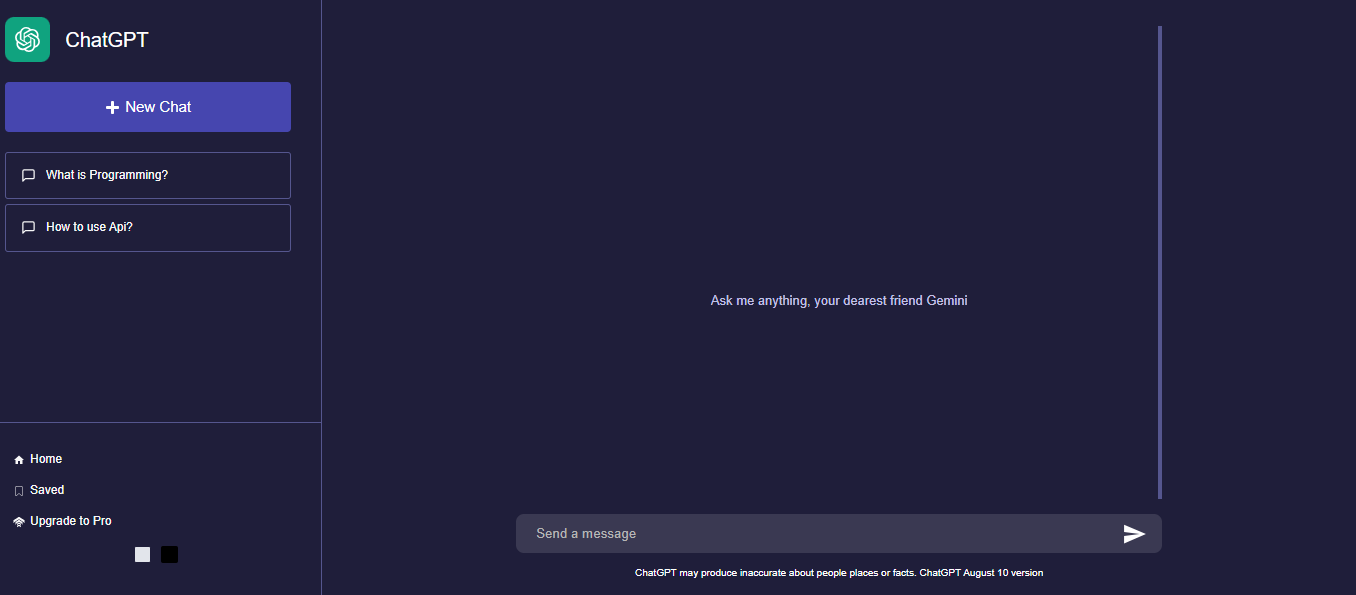 ChatGPT
New Chat
What is Programming?
How to use Api?
Home
Saved
Upgrade to Pro
Ask me anything, your dearest friend Gemini
Send a message
ChatGPT may produce inaccurate about people places or facts. ChatGPT August 10 version